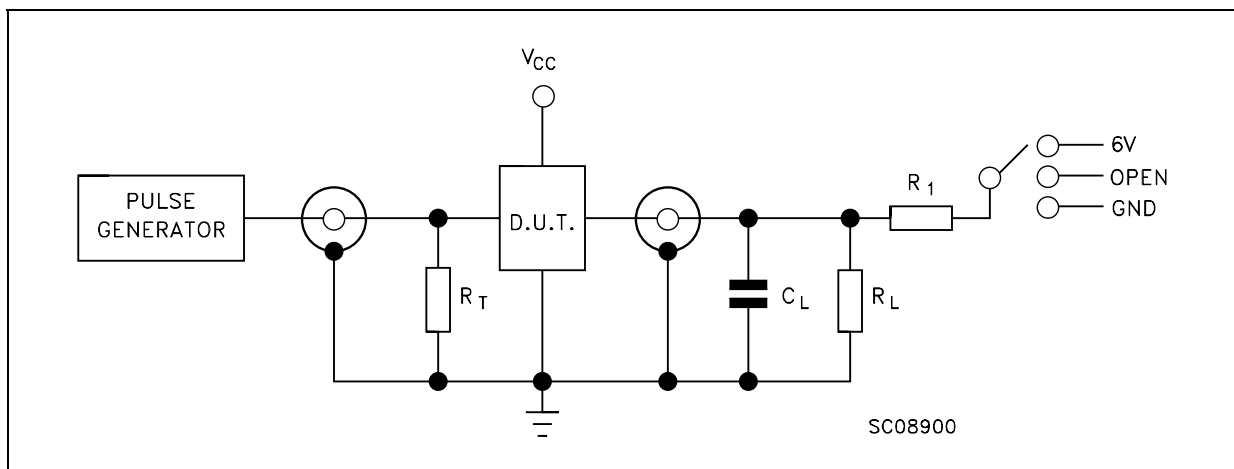 VCC
PULSE
GENERATOR
D.U.T.
RT
CL
RL
R1
6V
OPEN
GND
SC08900